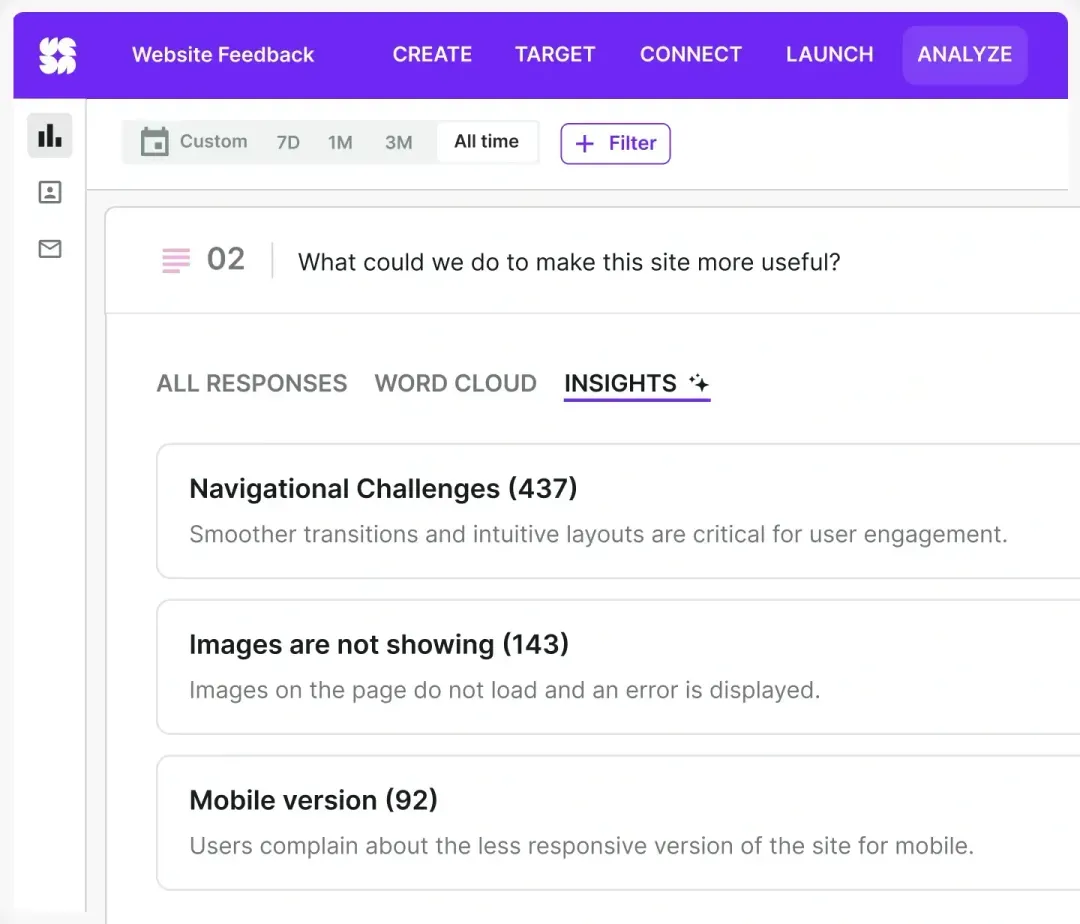 Website Feedback CREATE TARGET CONNECT LAUNCH ANALYZE
Custom 7D 1M 3M All time + Filter
02 What could we do to make this site more useful?
ALL RESPONSES WORD CLOUD INSIGHTS
Navigational Challenges (437)
Smoother transitions and intuitive layouts are critical for user engagement.
Images are not showing (143)
Images on the page do not load and an error is displayed.
Mobile version (92)
Users complain about the less responsive version of the site for mobile.